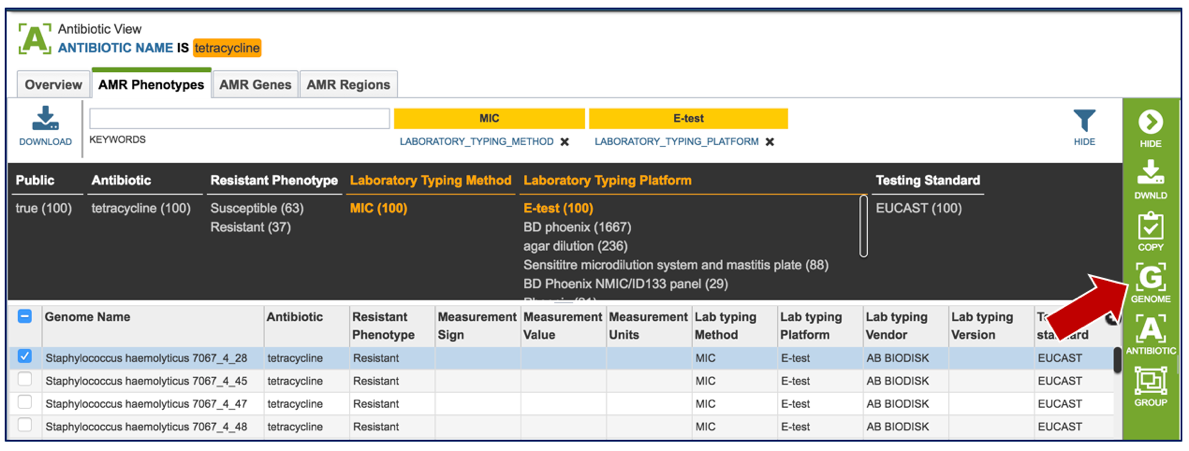 Antibiotic View
ANTIBIOTIC NAME IS tetracycline
Overview AMR Phenotypes AMR Genes AMR Regions
MIC E-test
DOWNLOAD KEYWORDS LABORATORY_TYPING_METHOD ✖ LABORATORY_TYPING_PLATFORM ✖ HIDE
HIDE
Public Antibiotic Resistant Phenotype Laboratory Typing Method Laboratory Typing Platform Testing Standard
true (100) tetracycline (100) Susceptible (63) MIC (100) E-test (100) EUCAST (100)
Resistant (37) BD phoenix (1667)
agar dilution (236)
Sensititre microdilution system and mastitis plate (88)
BD Phoenix NMIC/ID133 panel (29)
DWNLD
COPY
G
GENOME
A
ANTIBIOTIC
GROUP
Genome Name Antibiotic Resistant Phenotype Measurement Sign Measurement Value Measurement Units Lab typing Method Lab typing Platform Lab typing Vendor Lab typing Version
Staphylococcus haemolyticus 7067_4_28 tetracycline Resistant MIC E-test AB BIODISK EUCAST
Staphylococcus haemolyticus 7067_4_45 tetracycline Resistant MIC E-test AB BIODISK EUCAST
Staphylococcus haemolyticus 7067_4_47 tetracycline Resistant MIC E-test AB BIODISK EUCAST
Staphylococcus haemolyticus 7067_4_48 tetracycline Resistant MIC E-test AB BIODISK EUCAST